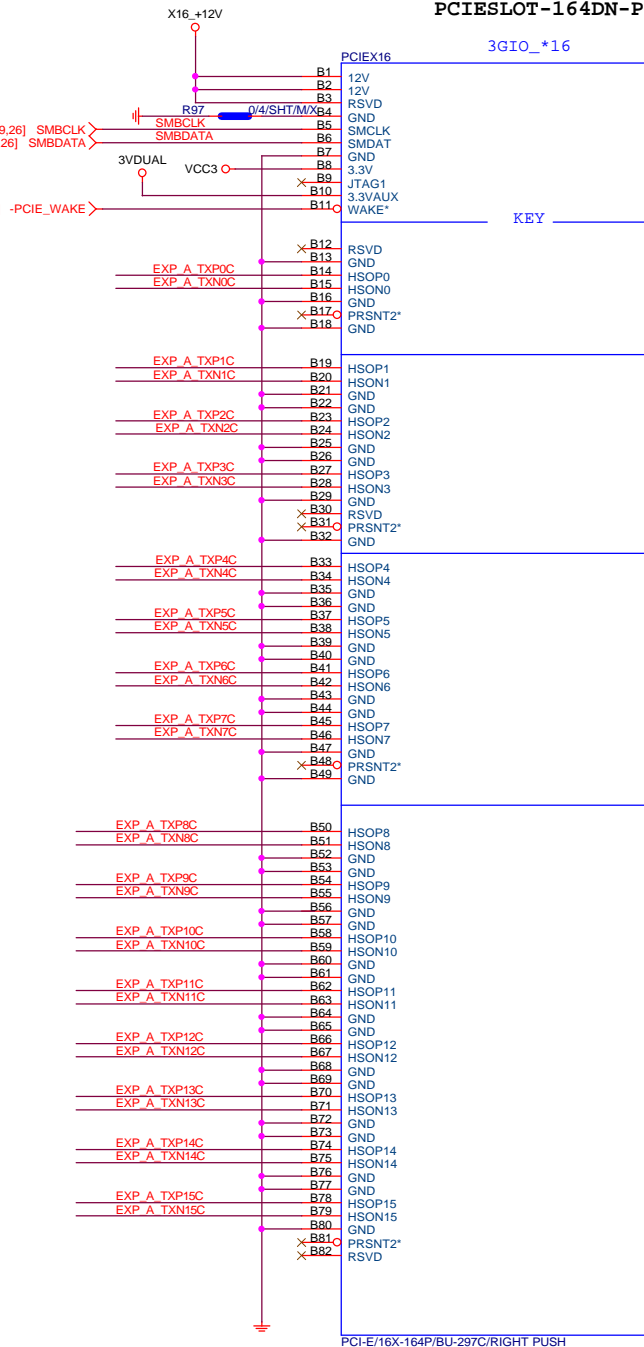 PCIESLOT-164DN-P
X16_+12V
3GIO_*16
PCIEX16
B1 12V
B2 12V
B3 RSVD
R97 0/4/SHT/M/X B4 GND
9,26] SMBCLK SMBCLK B5 SMCLK
26] SMBDATA SMBDATA B6 SMDAT
B7 GND
3VDUAL VCC3 B8 3.3V
B9 JTAG1
B10 3.3VAUX
-PCIE_WAKE B11 WAKE*
KEY
B12 RSVD
B13 GND
EXP_A_TXP0C B14 HSOP0
EXP_A_TXN0C B15 HSON0
B16 GND
B17 PRSNT2*
B18 GND
EXP_A_TXP1C B19 HSOP1
EXP_A_TXN1C B20 HSON1
B21 GND
B22 GND
EXP_A_TXP2C B23 HSOP2
EXP_A_TXN2C B24 HSON2
B25 GND
B26 GND
EXP_A_TXP3C B27 HSOP3
EXP_A_TXN3C B28 HSON3
B29 GND
B30 RSVD
B31 PRSNT2*
B32 GND
EXP_A_TXP4C B33 HSOP4
EXP_A_TXN4C B34 HSON4
B35 GND
B36 GND
EXP_A_TXP5C B37 HSOP5
EXP_A_TXN5C B38 HSON5
B39 GND
B40 GND
EXP_A_TXP6C B41 HSOP6
EXP_A_TXN6C B42 HSON6
B43 GND
B44 GND
EXP_A_TXP7C B45 HSOP7
EXP_A_TXN7C B46 HSON7
B47 GND
B48 PRSNT2*
B49 GND
EXP_A_TXP8C B50 HSOP8
EXP_A_TXN8C B51 HSON8
B52 GND
B53 GND
EXP_A_TXP9C B54 HSOP9
EXP_A_TXN9C B55 HSON9
B56 GND
B57 GND
EXP_A_TXP10C B58 HSOP10
EXP_A_TXN10C B59 HSON10
B60 GND
B61 GND
EXP_A_TXP11C B62 HSOP11
EXP_A_TXN11C B63 HSON11
B64 GND
B65 GND
EXP_A_TXP12C B66 HSOP12
EXP_A_TXN12C B67 HSON12
B68 GND
B69 GND
EXP_A_TXP13C B70 HSOP13
EXP_A_TXN13C B71 HSON13
B72 GND
B73 GND
EXP_A_TXP14C B74 HSOP14
EXP_A_TXN14C B75 HSON14
B76 GND
B77 GND
EXP_A_TXP15C B78 HSOP15
EXP_A_TXN15C B79 HSON15
B80 GND
B81 PRSNT2*
B82 RSVD
PCI-E/16X-164P/BU-297C/RIGHT PUSH